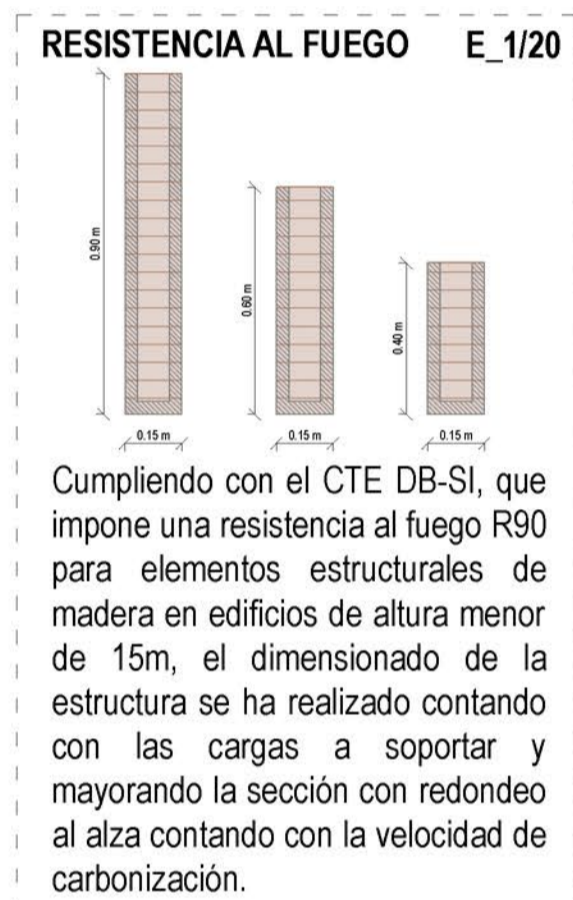 RESISTENCIA AL FUEGO E_1/20
0.90 m
0.60 m
0.40 m
0.15 m
0.15 m
0.15 m
Cumpliendo con el CTE DB-SI, que
impone una resistencia al fuego R90
para elementos estructurales de
madera en edificios de altura menor
de 15m, el dimensionado de la
estructura se ha realizado contando
con las cargas a soportar y
mayorando la sección con redondeo
al alza contando con la velocidad de
carbonización.